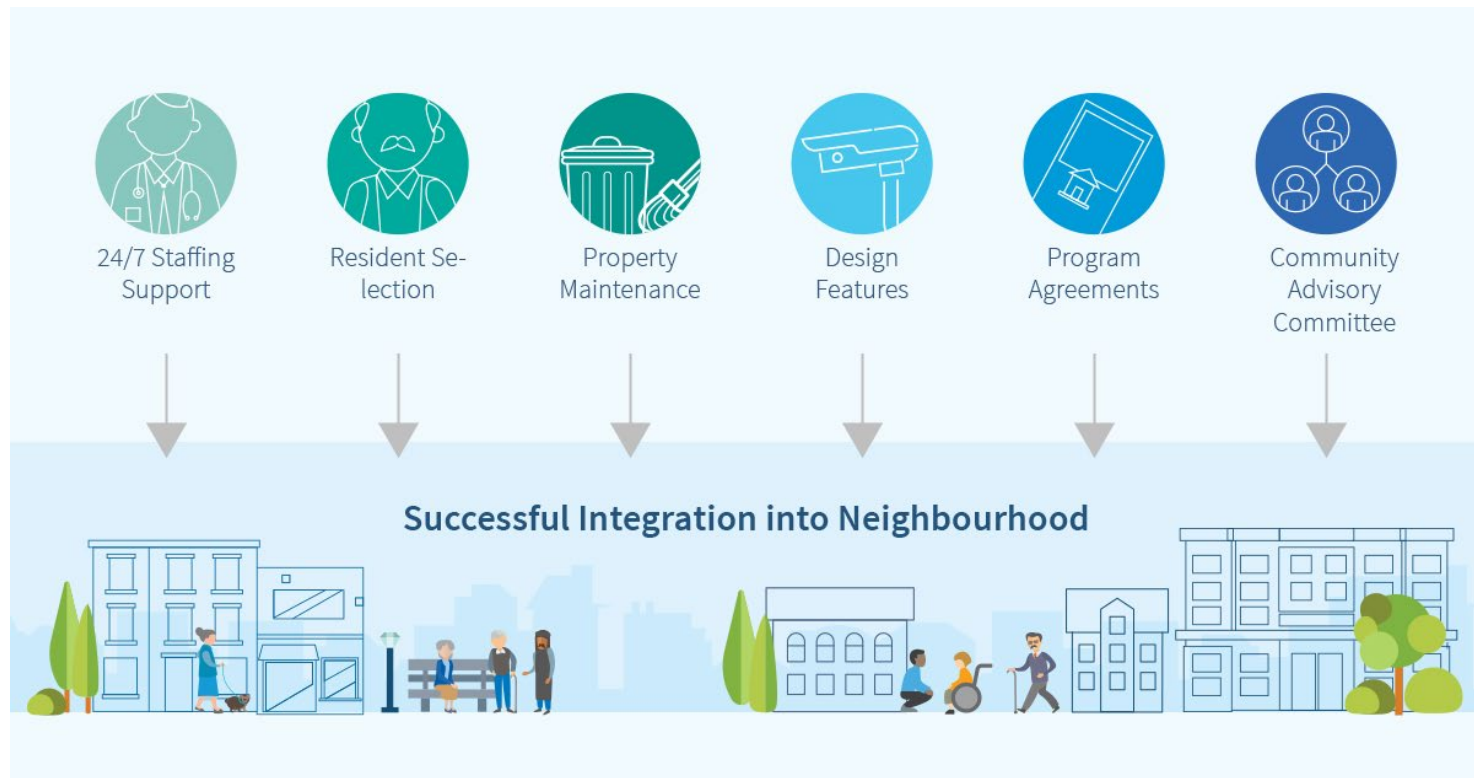 24/7 Staffing
Support
Resident Se-
lection
Property
Maintenance
Design
Features
Program
Agreements
Community
Advisory
Committee
Successful Integration into Neighbourhood